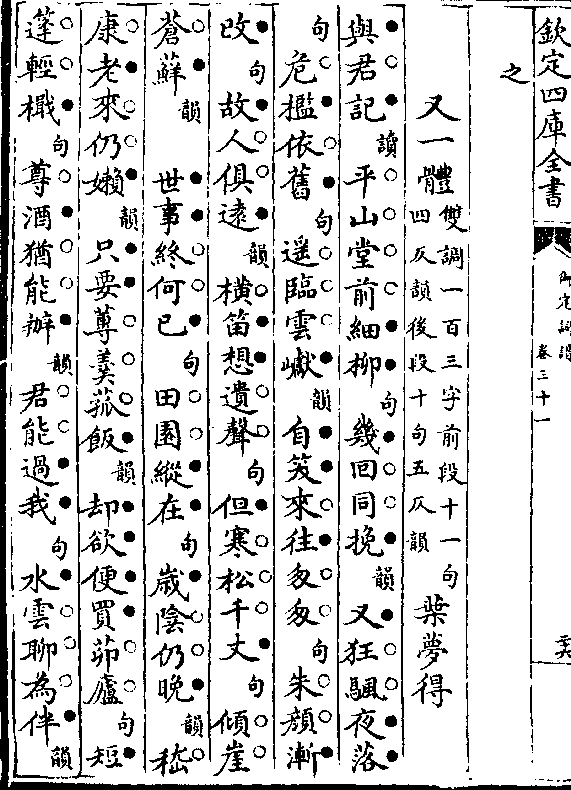 欽定四庫全書
御定詞譜
卷三十一
之
又一體
雙調一百三字前段十一句
四仄韻後段十句五仄韻
葉夢得
與君記讀平山堂前細柳句幾回同挽韻又狂颿夜落
句危檻依舊句遥臨雲巘韻自笑來往匆匆句朱顔漸
改句故人俱逺韻橫笛想遺聲句但寒松千丈句傾崖
蒼蘚韻 世事終何已句田園縱在句歳陰仍晚韻嵇
康老來仍嬾韻只要蓴羹菰飯韻却欲便買茆廬句短
篷輕檝句尊酒猶能辦韻君能過我句水雲聊為伴韻